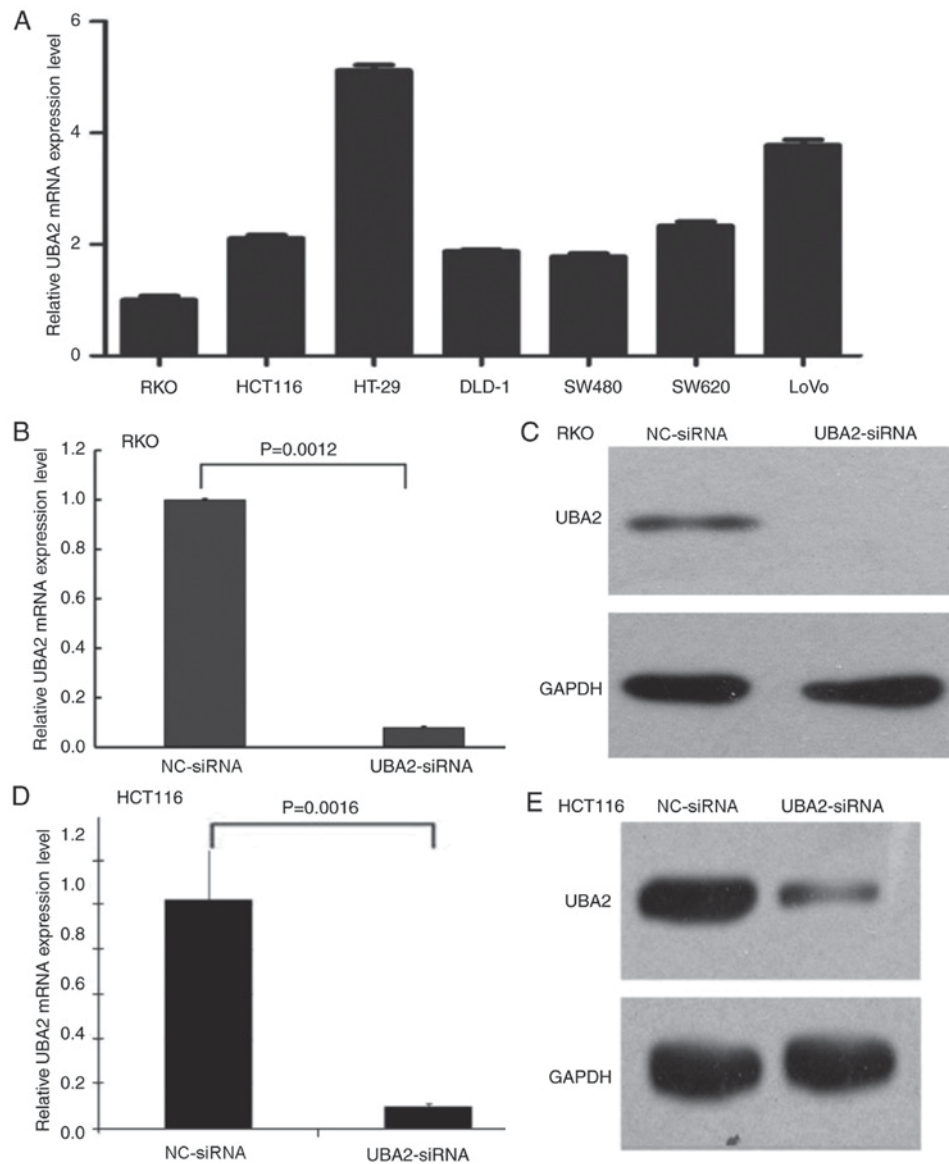 A
Relative UBA2 mRNA expression level
6
4
2
0
RKO
HCT116
HT-29
DLD-1
SW480
SW620
LoVo
B
RKO
P=0.0012
Relative UBA2 mRNA expression level
1.2
1.0
0.8
0.6
0.4
0.2
0.0
NC-siRNA
UBA2-siRNA
C
RKO
NC-siRNA
UBA2-siRNA
UBA2
GAPDH
D
HCT116
P=0.0016
Relative UBA2 mRNA expression level
1.2
1.0
0.8
0.6
0.4
0.2
0.0
NC-siRNA
UBA2-siRNA
E
HCT116
NC-siRNA
UBA2-siRNA
UBA2
GAPDH